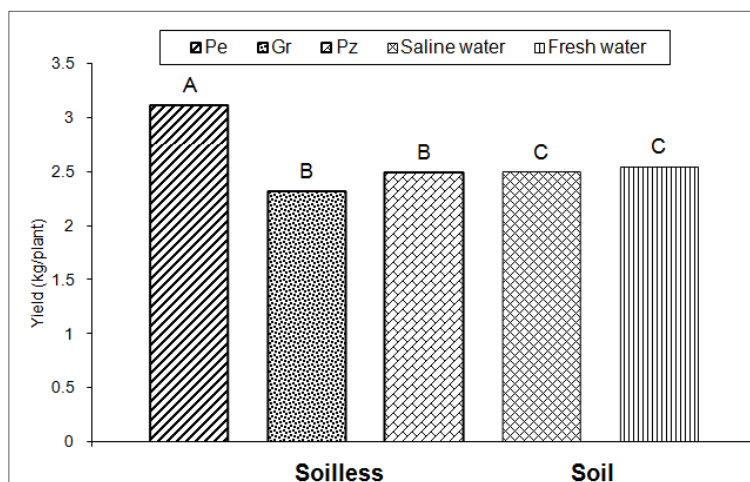 Pe Gr Pz Saline water Fresh water
3.5
3
2.5
2
1.5
1
0.5
0
Yield (kg/plant)
A
B
B
C
C
Soilless Soil